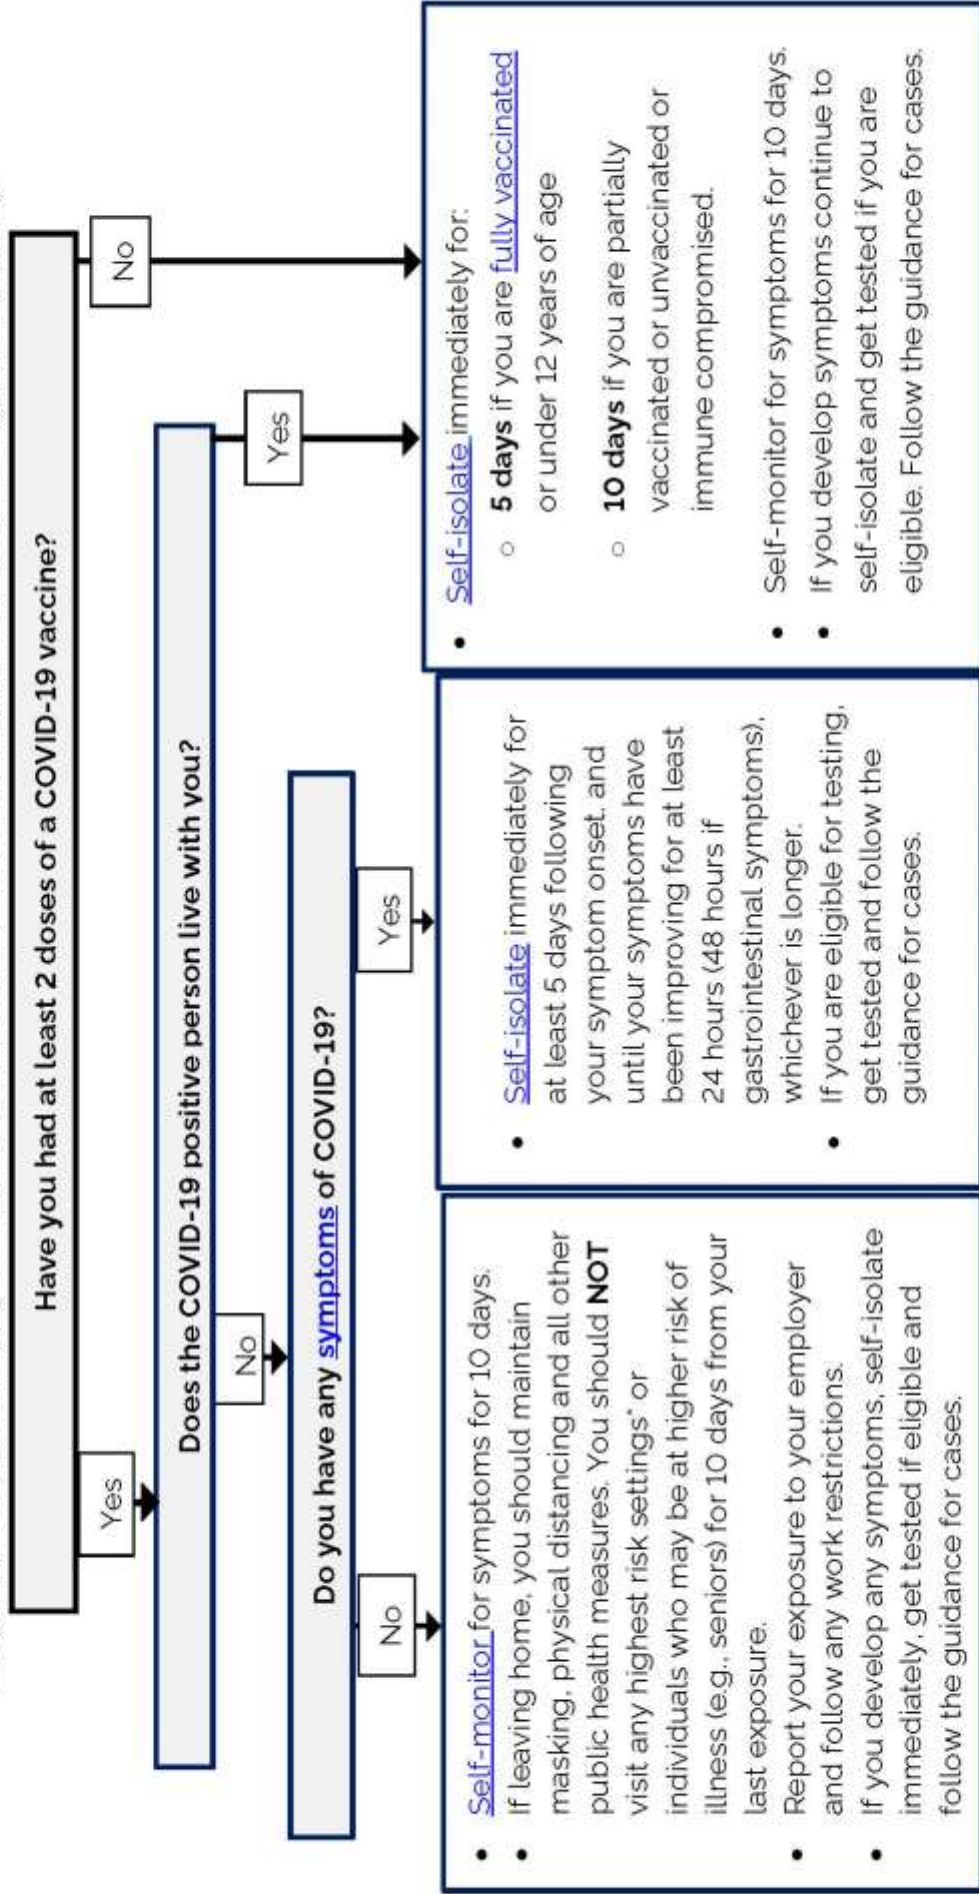 Have you had at least 2 doses of a COVID-19 vaccine?
Yes
No
Does the COVID-19 positive person live with you?
No
Yes
Do you have any symptoms of COVID-19?
No
Yes
• Self-monitor for symptoms for 10 days.
• If leaving home, you should maintain
masking, physical distancing and all other
public health measures. You should NOT
visit any highest risk settings* or
individuals who may be at higher risk of
illness (e.g., seniors) for 10 days from your
last exposure.
• Report your exposure to your employer
and follow any work restrictions.
• If you develop any symptoms, self-isolate
immediately, get tested if eligible and
follow the guidance for cases.
• Self-isolate immediately for
at least 5 days following
your symptom onset, and
until your symptoms have
been improving for at least
24 hours (48 hours if
gastrointestinal symptoms),
whichever is longer.
• If you are eligible for testing,
get tested and follow the
guidance for cases.
• Self-isolate immediately for:
○ 5 days if you are fully vaccinated
or under 12 years of age
○ 10 days if you are partially
vaccinated or unvaccinated or
immune compromised.
• Self-monitor for symptoms for 10 days.
• If you develop symptoms continue to
self-isolate and get tested if you are
eligible. Follow the guidance for cases.